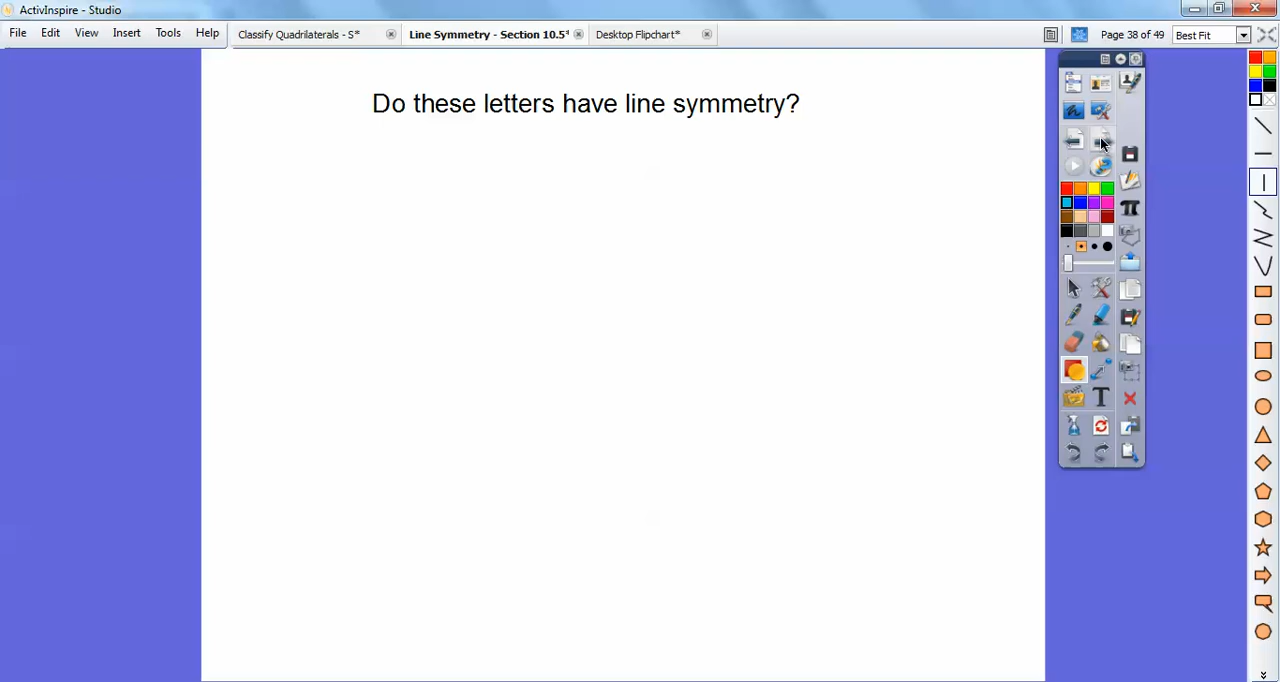 ActivInspire - Studio
File Edit View Insert Tools Help
Classify Quadrilaterals - S* Line Symmetry - Section 10.5* Desktop Flipchart* Page 38 of 49 Best Fit
Do these letters have line symmetry?
T